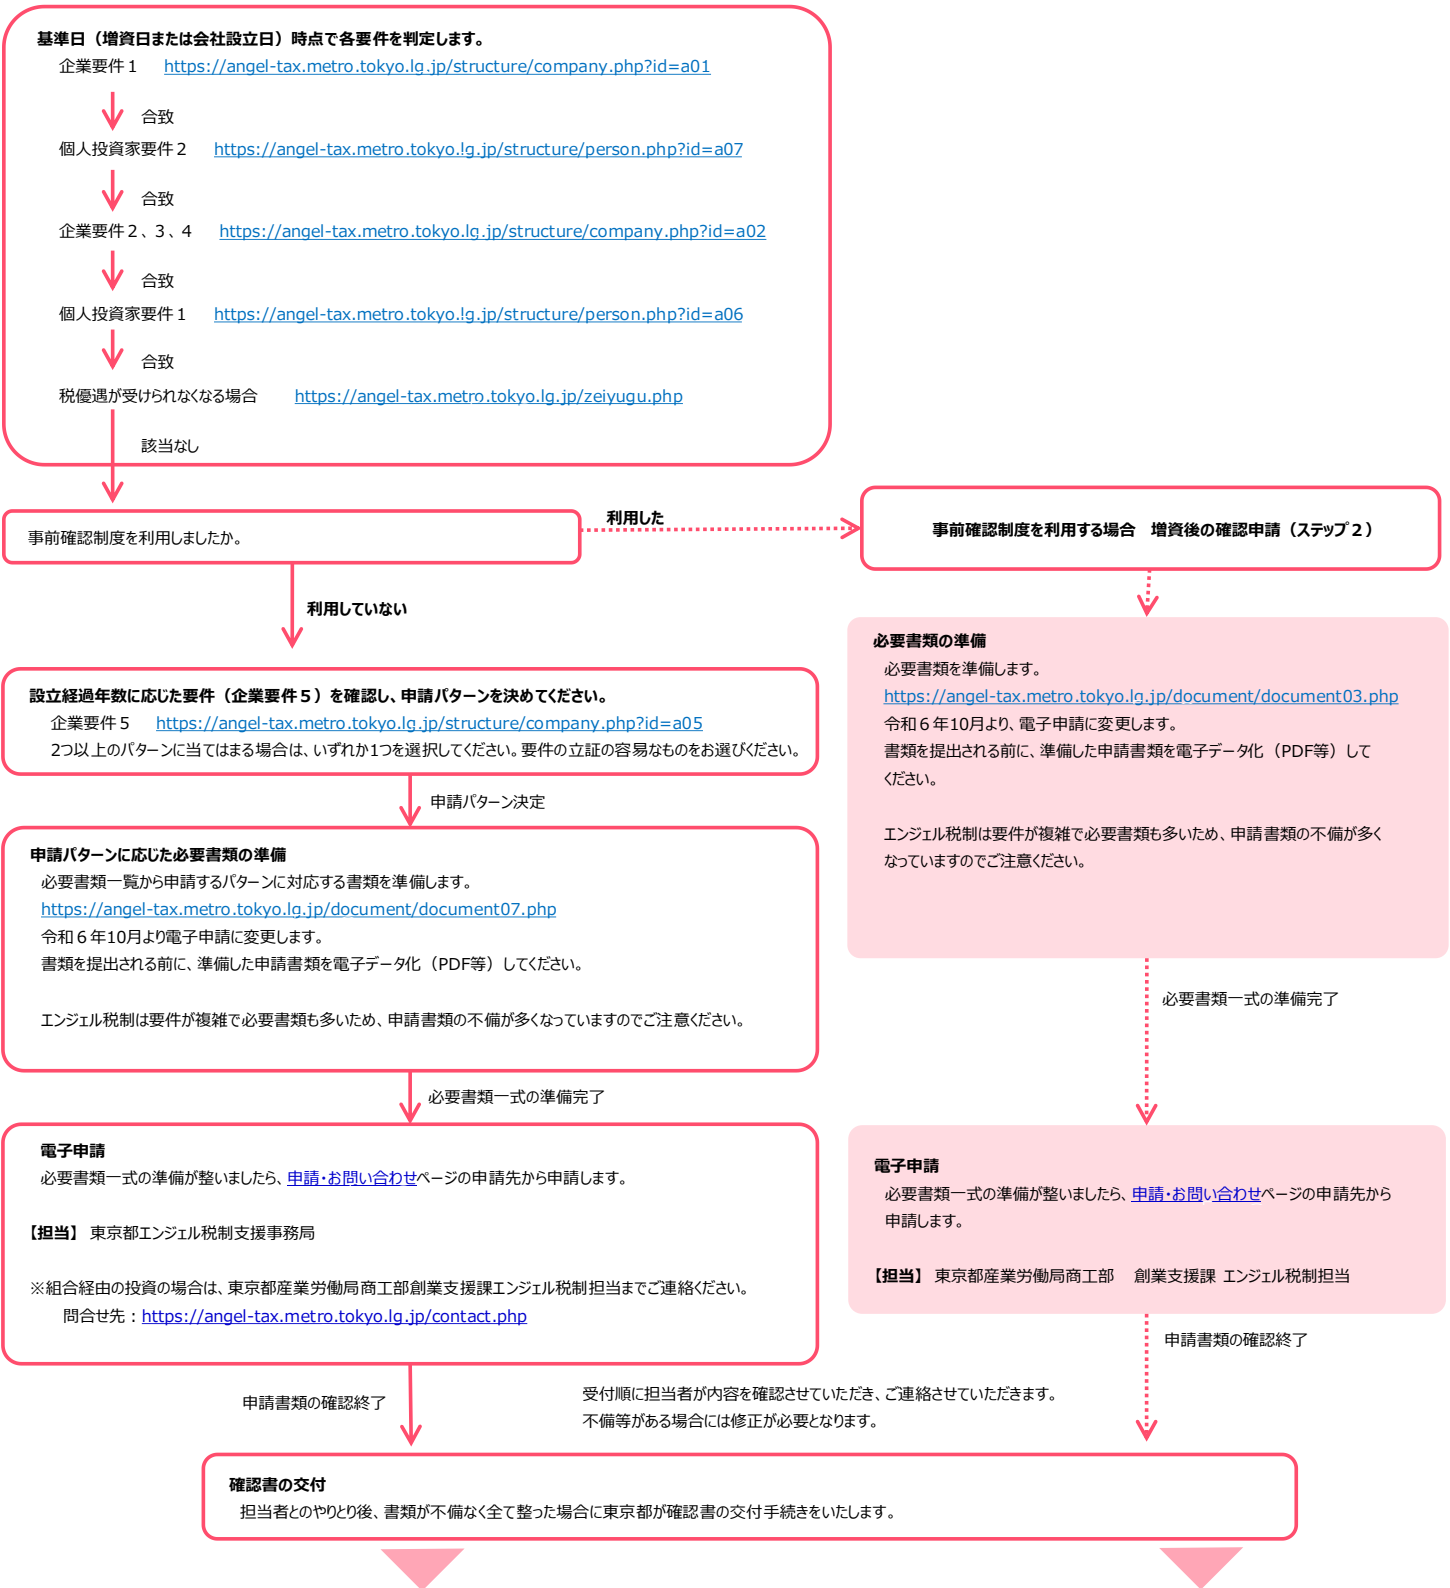 基準日（増資日または会社設立日）時点で各要件を判定します。
企業要件１ https://angel-tax.metro.tokyo.lg.jp/structure/company.php?id=a01
合致
個人投資家要件２ https://angel-tax.metro.tokyo.lg.jp/structure/person.php?id=a07
合致
企業要件２、３、４ https://angel-tax.metro.tokyo.lg.jp/structure/company.php?id=a02
合致
個人投資家要件１ https://angel-tax.metro.tokyo.lg.jp/structure/person.php?id=a06
合致
税優遇が受けられなくなる場合 https://angel-tax.metro.tokyo.lg.jp/zeiyugu.php
該当なし
事前確認制度を利用しましたか。
利用した
事前確認制度を利用する場合　増資後の確認申請（ステップ２）
利用していない
設立経過年数に応じた要件（企業要件５）を確認し、申請パターンを決めてください。
企業要件５ https://angel-tax.metro.tokyo.lg.jp/structure/company.php?id=a05
2つ以上のパターンに当てはまる場合は、いずれか1つを選択してください。要件の立証の容易なものをお選びください。
申請パターン決定
申請パターンに応じた必要書類の準備
必要書類一覧から申請するパターンに対応する書類を準備します。
https://angel-tax.metro.tokyo.lg.jp/document/document07.php
令和６年10月より電子申請に変更します。
書類を提出される前に、準備した申請書類を電子データ化（PDF等）してください。
エンジェル税制は要件が複雑で必要書類も多いため、申請書類の不備が多くなっていますのでご注意ください。
必要書類一式の準備完了
電子申請
必要書類一式の準備が整いましたら、申請・お問い合わせページの申請先から申請します。
【担当】 東京都エンジェル税制支援事務局
※組合経由の投資の場合は、東京都産業労働局商工部創業支援課エンジェル税制担当までご連絡ください。
問合せ先：https://angel-tax.metro.tokyo.lg.jp/contact.php
申請書類の確認終了
必要書類の準備
必要書類を準備します。
https://angel-tax.metro.tokyo.lg.jp/document/document03.php
令和６年10月より、電子申請に変更します。
書類を提出される前に、準備した申請書類を電子データ化（PDF等）して
ください。
エンジェル税制は要件が複雑で必要書類も多いため、申請書類の不備が多く
なっていますのでご注意ください。
必要書類一式の準備完了
電子申請
必要書類一式の準備が整いましたら、申請・お問い合わせページの申請先から
申請します。
【担当】 東京都産業労働局商工部　創業支援課 エンジェル税制担当
申請書類の確認終了
受付順に担当者が内容を確認させていただき、ご連絡させていただきます。
不備等がある場合には修正が必要となります。
確認書の交付
担当者とのやりとり後、書類が不備なく全て整った場合に東京都が確認書の交付手続きをいたします。